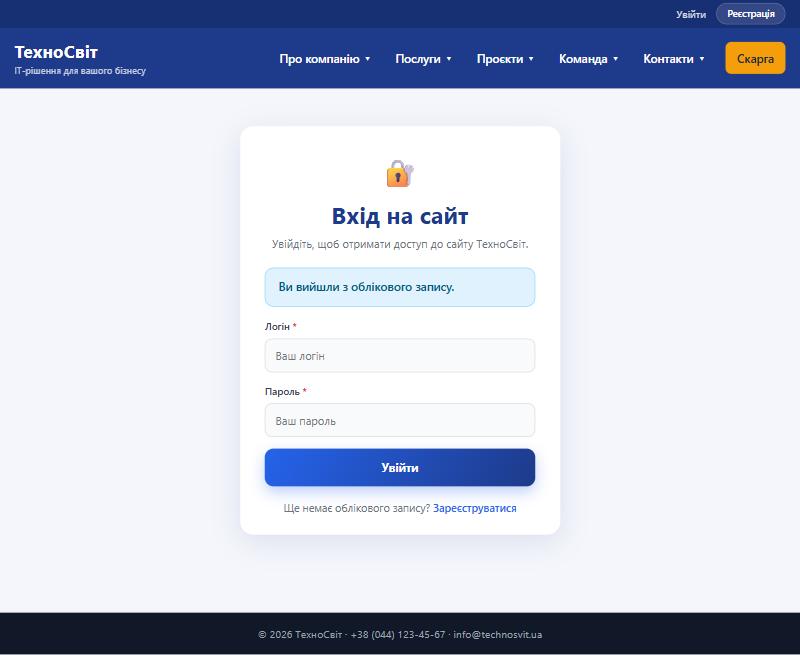 Увійти Реєстрація
ТехноСвіт
ІТ-рішення для вашого бізнесу
Про компанію ▼ Послуги ▼ Проєкти ▼ Команда ▼ Контакти ▼ Скарга
Вхід на сайт
Увійдіть, щоб отримати доступ до сайту ТехноСвіт.
Ви вийшли з облікового запису.
Логін *
Ваш логін
Пароль *
Ваш пароль
Увійти
Ще немає облікового запису? Зареєструватися
© 2026 ТехноСвіт · +38 (044) 123-45-67 · info@technosvit.ua